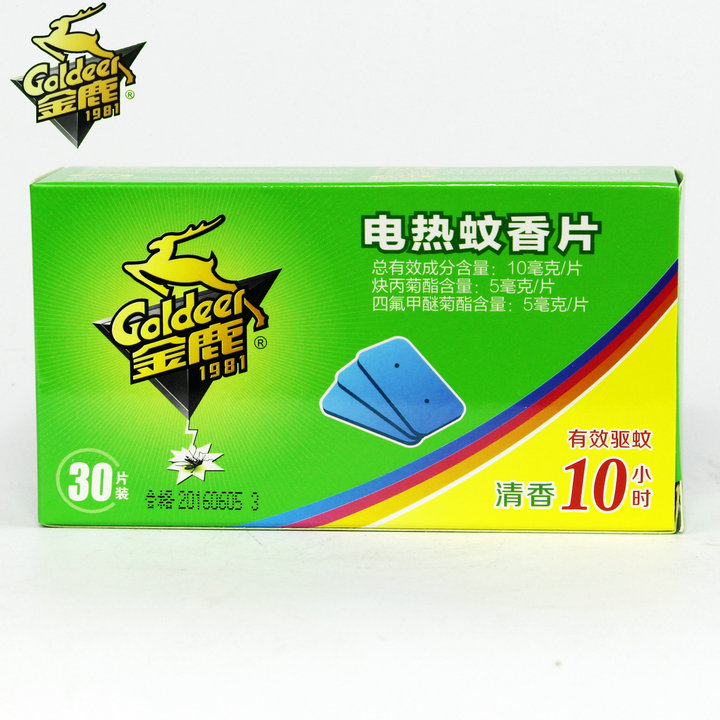 Goldeer
金鹿®
1981
Goldeer
金鹿®
1981
电热蚊香片
总有效成分含量：10毫克/片
炔丙菊酯含量：5毫克/片
四氟甲醚菊酯含量：5毫克/片
30片装
合格 20160605 3
有效驱蚊
清香10小时